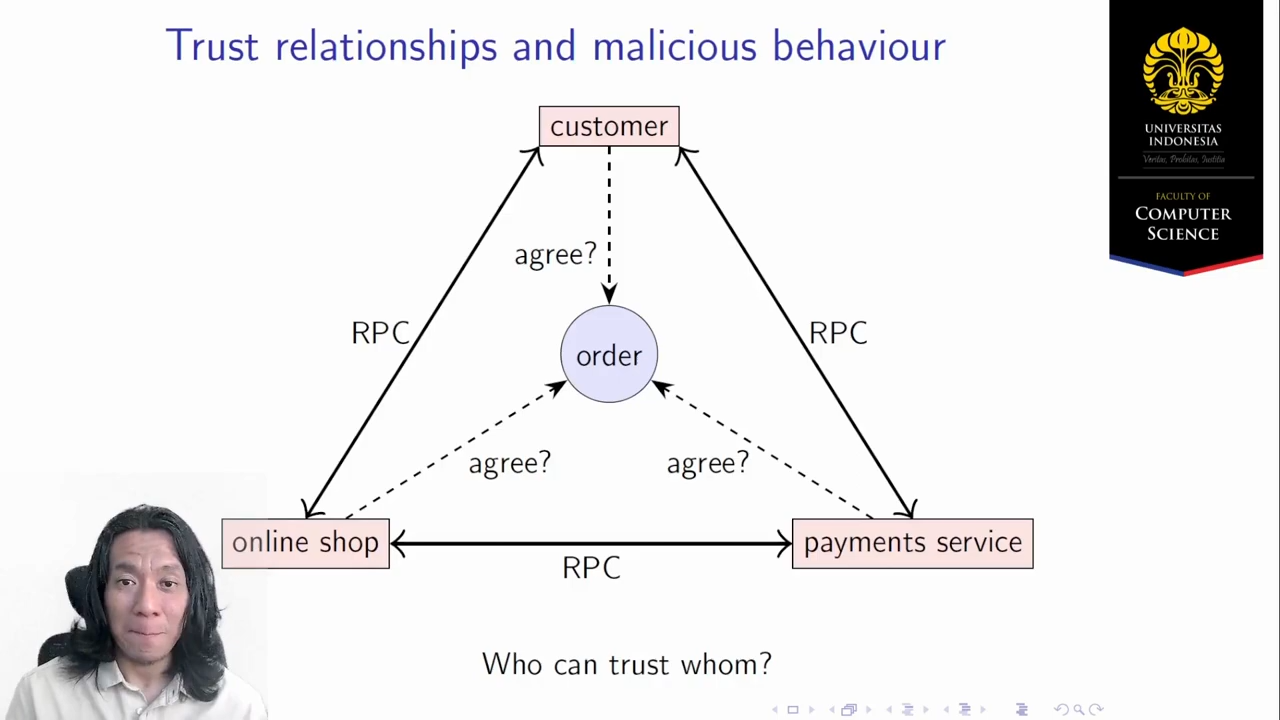 Trust relationships and malicious behaviour
UNIVERSITAS
INDONESIA
Veritas, Probitas, Iustitia
FACULTY OF
COMPUTER
SCIENCE
customer
agree?
RPC
RPC
order
agree?
agree?
online shop
payments service
RPC
Who can trust whom?